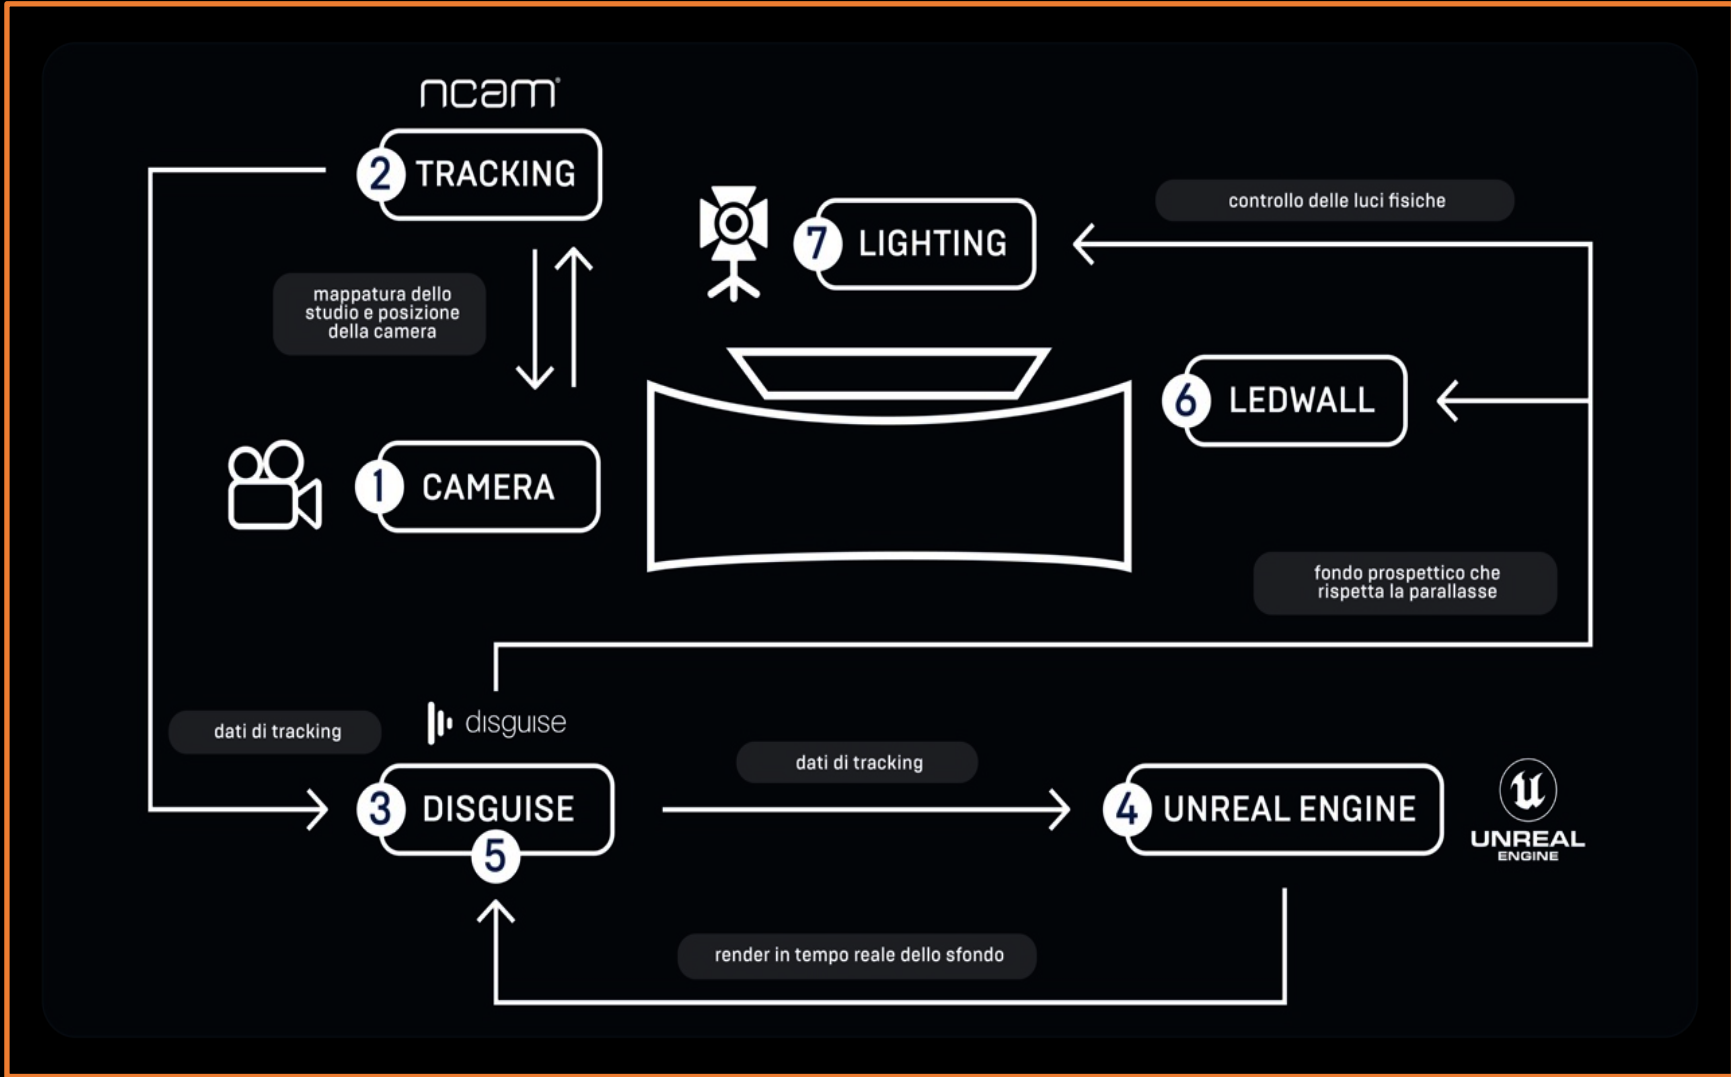 ncam
2 TRACKING
controllo delle luci fisiche
7 LIGHTING
mappatura dello
studio e posizione
della camera
6 LEDWALL
1 CAMERA
fondo prospettico che
rispetta la parallasse
dati di tracking
disguise
dati di tracking
3 DISGUISE
5
4 UNREAL ENGINE
UNREAL
ENGINE
render in tempo reale dello sfondo